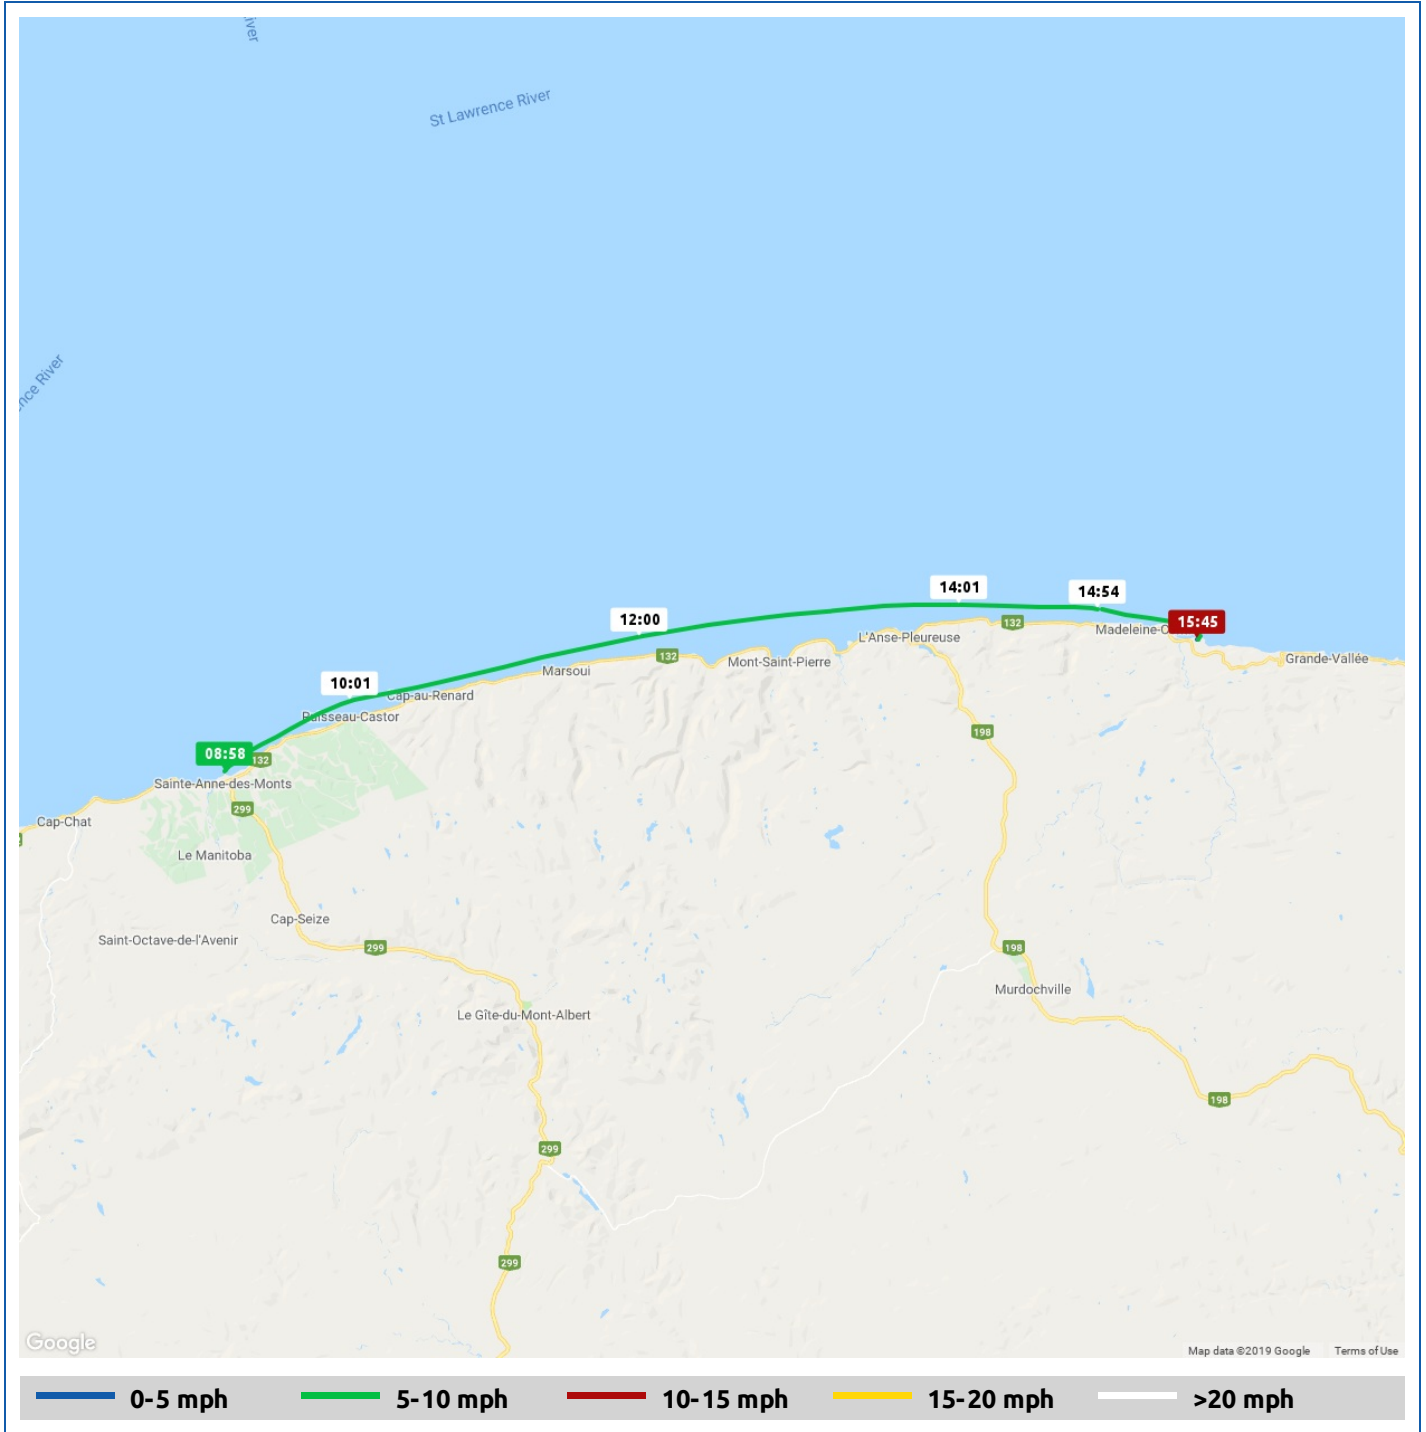 iver
St Lawrence River
nce River
14:01
14:54
12:00
132
15:45
Madeleine-C
L'Anse-Pleureuse
132
Mont-Saint-Pierre
Grande-Vallée
Marsoui
10:01
Cap-au-Renard
Ruisseau-Castor
198
08:58
132
Sainte-Anne-des-Monts
299
Cap-Chat
Le Manitoba
Cap-Seize
Saint-Octave-de-l'Avenir
299
198
Murdochville
Le Gîte-du-Mont-Albert
198
299
299
Google
Map data ©2019 Google Terms of Use
0-5 mph 5-10 mph 10-15 mph 15-20 mph >20 mph